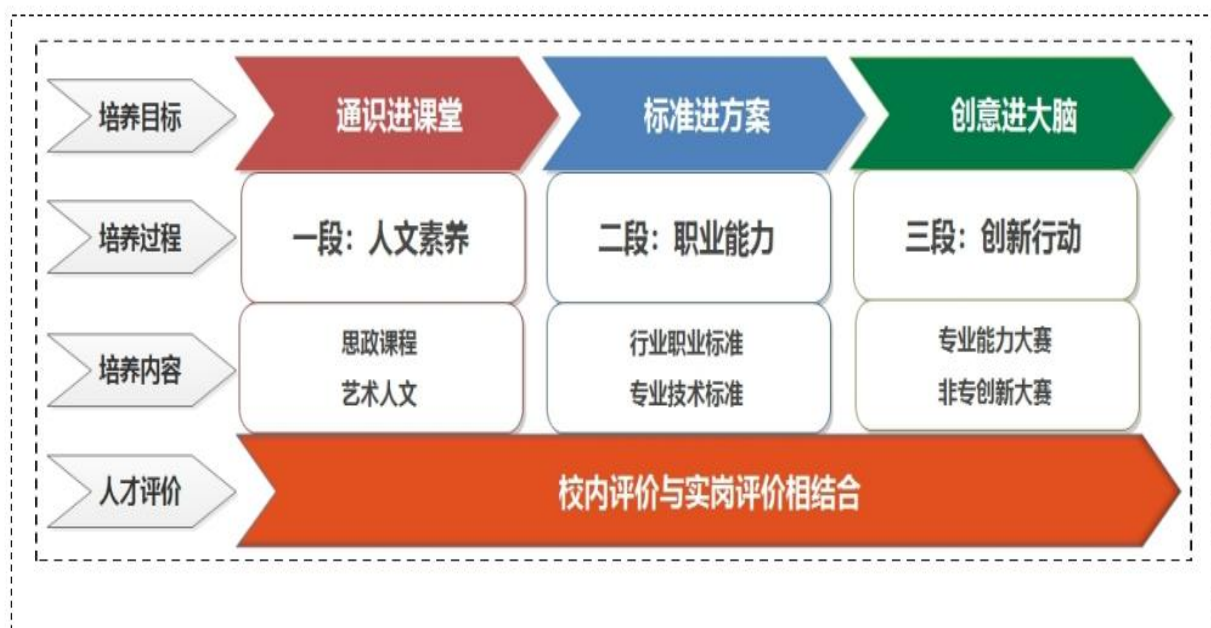 培养目标
通识进课堂
标准进方案
创意进大脑
培养过程
一段：人文素养
二段：职业能力
三段：创新行动
培养内容
思政课程
艺术人文
行业职业标准
专业技术标准
专业能力大赛
非专创新大赛
人才评价
校内评价与实岗评价相结合